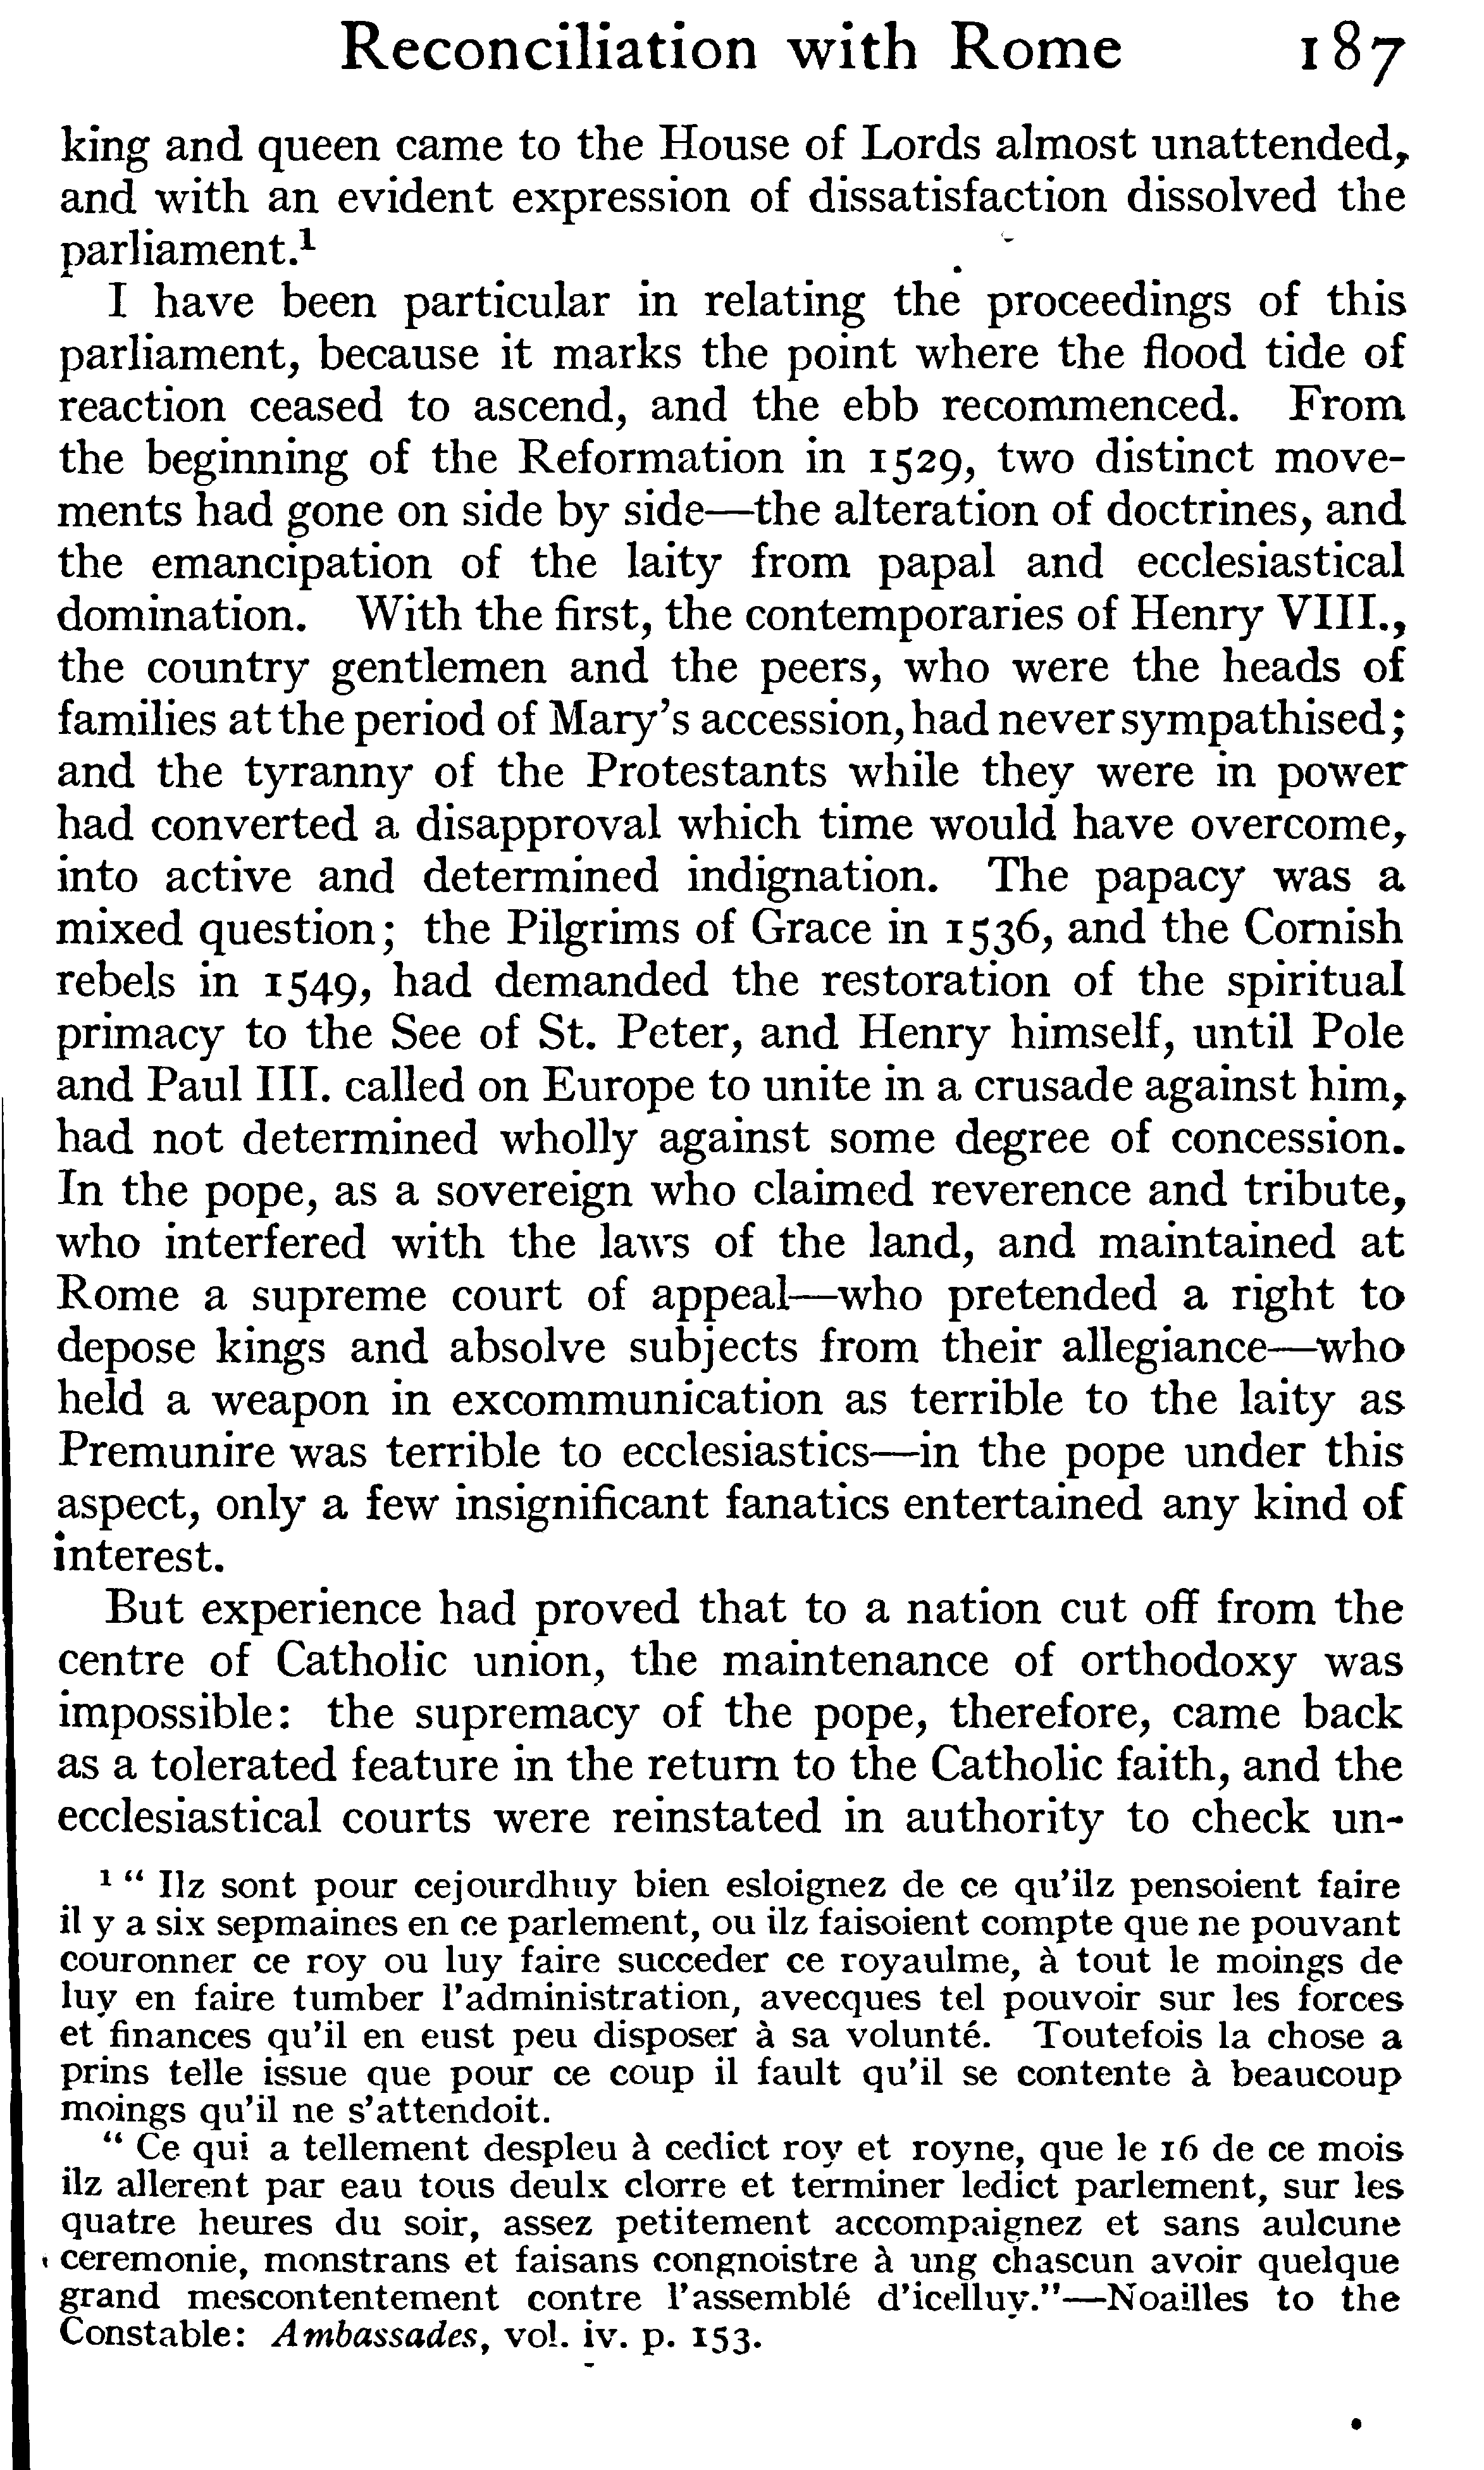 Reconciliation with Rome 187
king and queen came to the House of Lords almost unattended,
and with an evident expression of dissatisfaction dissolved the
parliament.¹
I have been particular in relating the proceedings of this
parliament, because it marks the point where the flood tide of
reaction ceased to ascend, and the ebb recommenced. From
the beginning of the Reformation in 1529, two distinct move-
ments had gone on side by side—the alteration of doctrines, and
the emancipation of the laity from papal and ecclesiastical
domination. With the first, the contemporaries of Henry VIII.,
the country gentlemen and the peers, who were the heads of
families at the period of Mary's accession, had never sympathised;
and the tyranny of the Protestants while they were in power
had converted a disapproval which time would have overcome,
into active and determined indignation. The papacy was a
mixed question; the Pilgrims of Grace in 1536, and the Cornish
rebels in 1549, had demanded the restoration of the spiritual
primacy to the See of St. Peter, and Henry himself, until Pole
and Paul III. called on Europe to unite in a crusade against him,
had not determined wholly against some degree of concession.
In the pope, as a sovereign who claimed reverence and tribute,
who interfered with the laws of the land, and maintained at
Rome a supreme court of appeal—who pretended a right to
depose kings and absolve subjects from their allegiance—who
held a weapon in excommunication as terrible to the laity as
Premunire was terrible to ecclesiastics—in the pope under this
aspect, only a few insignificant fanatics entertained any kind of
interest.
But experience had proved that to a nation cut off from the
centre of Catholic union, the maintenance of orthodoxy was
impossible: the supremacy of the pope, therefore, came back
as a tolerated feature in the return to the Catholic faith, and the
ecclesiastical courts were reinstated in authority to check un-
¹ " Ilz sont pour cejourdhuy bien esloignez de ce qu'ilz pensoient faire
il y a six sepmaines en ce parlement, ou ilz faisoient compte que ne pouvant
couronner ce roy ou luy faire succeder ce royaulme, à tout le moings de
luy en faire tumber l'administration, avecques tel pouvoir sur les forces
et finances qu'il en eust peu disposer à sa volunté. Toutefois la chose a
prins telle issue que pour ce coup il fault qu'il se contente à beaucoup
moings qu'il ne s'attendoit.
" Ce qui a tellement despleu à cedict roy et royne, que le 16 de ce mois
ilz allerent par eau tous deulx clorre et terminer ledict parlement, sur les
quatre heures du soir, assez petitement accompaignez et sans aulcune
ceremonie, monstrans et faisans congnoistre à ung chascun avoir quelque
grand mescontentement contre l'assemblé d'icelluy."—Noailles to the
Constable: Ambassades, vol. iv. p. 153.